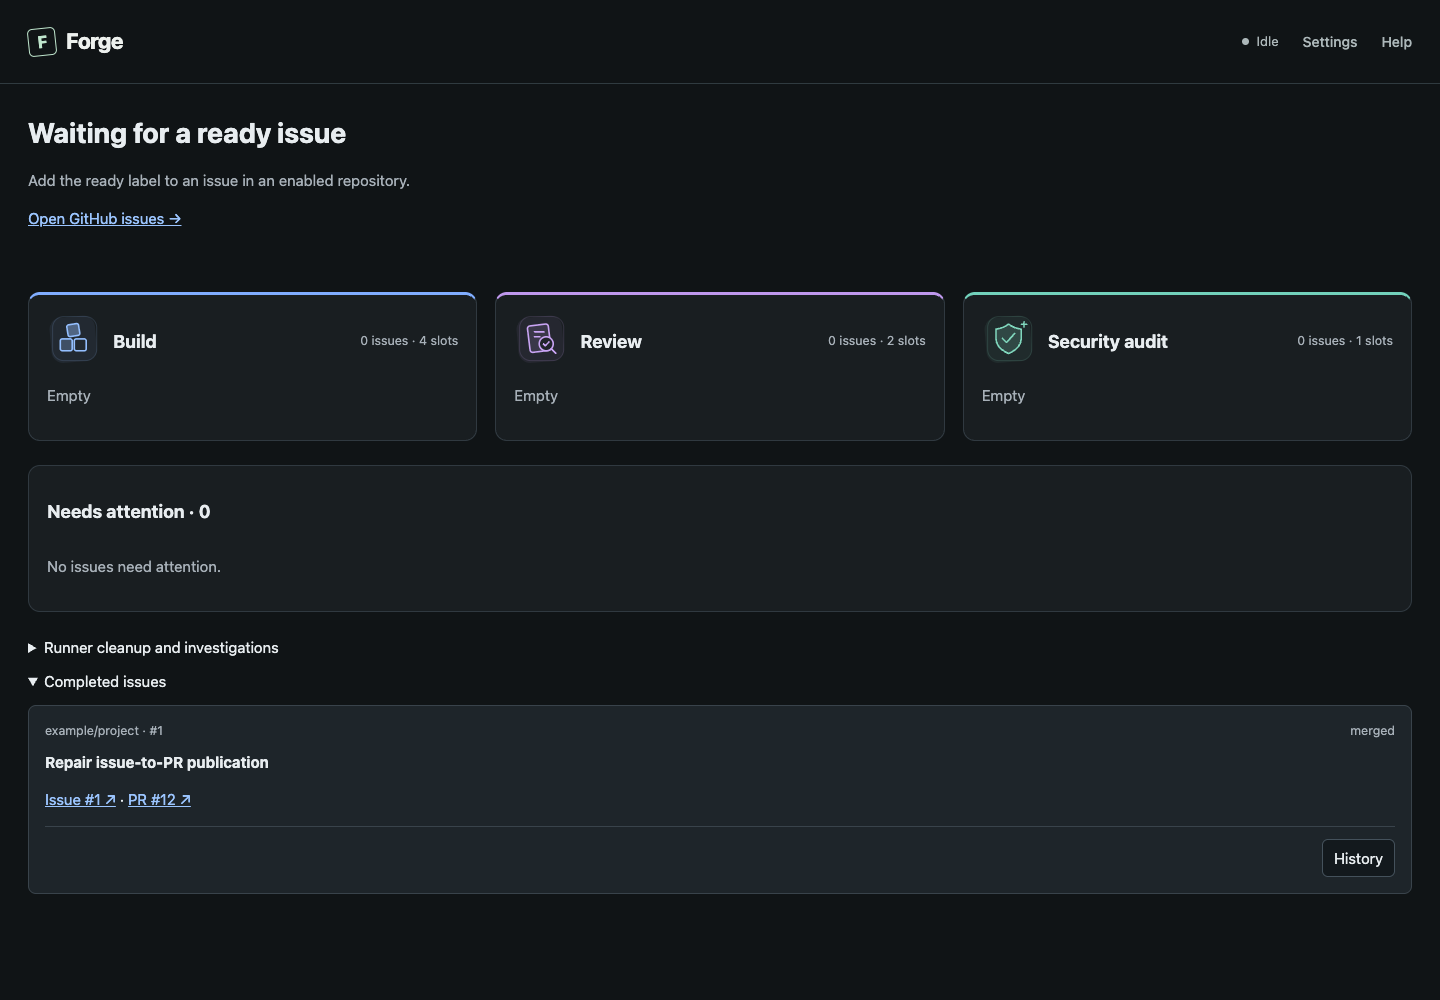 F Forge
Idle Settings Help
Waiting for a ready issue
Add the ready label to an issue in an enabled repository.
Open GitHub issues →
Build 0 issues · 4 slots
Empty
Review 0 issues · 2 slots
Empty
Security audit 0 issues · 1 slots
Empty
Needs attention · 0
No issues need attention.
Runner cleanup and investigations
Completed issues
example/project · #1 merged
Repair issue-to-PR publication
Issue #1 ↗ · PR #12 ↗
History